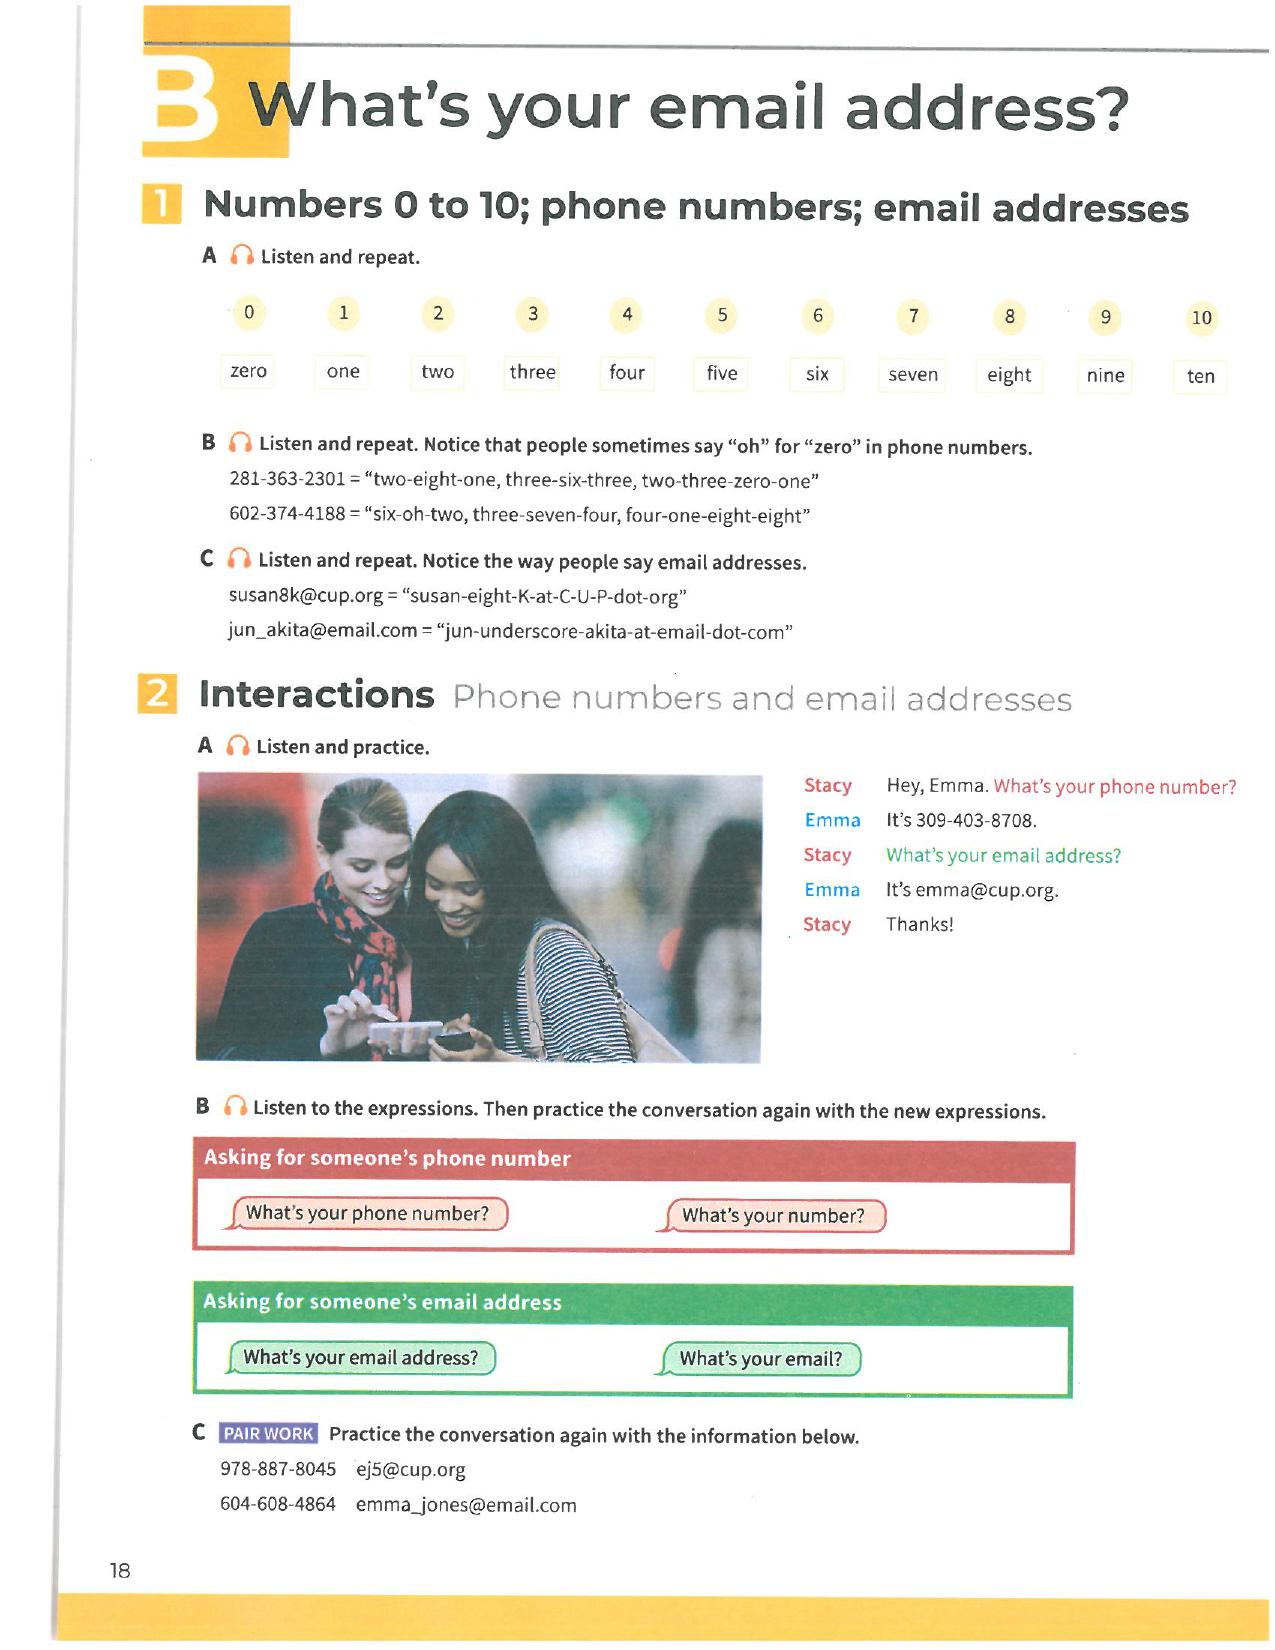 B What's your email address?
1 Numbers 0 to 10; phone numbers; email addresses
A Listen and repeat.
0 1 2 3 4 5 6 7 8 9 10
zero one two three four five six seven eight nine ten
B Listen and repeat. Notice that people sometimes say “oh” for “zero” in phone numbers.
281-363-2301 = “two-eight-one, three-six-three, two-three-zero-one”
602-374-4188 = “six-oh-two, three-seven-four, four-one-eight-eight”
C Listen and repeat. Notice the way people say email addresses.
susan8k@cup.org = “susan-eight-K-at-C-U-P-dot-org”
jun_akita@email.com = “jun-underscore-akita-at-email-dot-com”
2 Interactions Phone numbers and email addresses
A Listen and practice.
Stacy Hey, Emma. What's your phone number?
Emma It's 309-403-8708.
Stacy What's your email address?
Emma It's emma@cup.org.
Stacy Thanks!
B Listen to the expressions. Then practice the conversation again with the new expressions.
Asking for someone's phone number
What's your phone number? What's your number?
Asking for someone's email address
What's your email address? What's your email?
C PAIR WORK Practice the conversation again with the information below.
978-887-8045 ej5@cup.org
604-608-4864 emma_jones@email.com
18